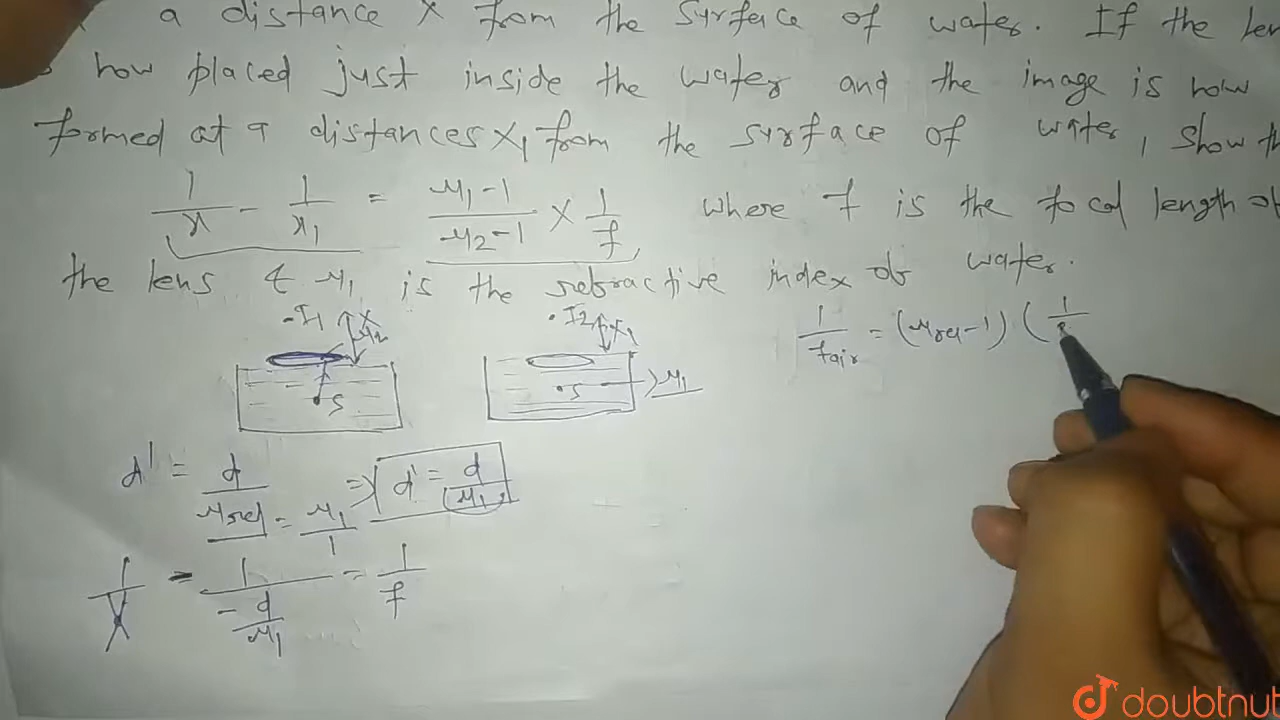 a distance x from the surface of water. If the len
how placed just inside the water and the image is now
formed at a distances x₁ from the surface of water, show th
1/x - 1/x₁ = μ₁-1/μ₂-1 × 1/f where f is the focal length of
the lens & μ₁ is the refractive index of water.
I₁ x
μ₂
S
I₂ x₁
S
μ₁
1/fair = (μrel-1) (1/
d' = d/μrel = μ₁/1 ⇒ d' = d/μ₁
1/x - 1/-d/μ₁ = 1/f
doubtnut